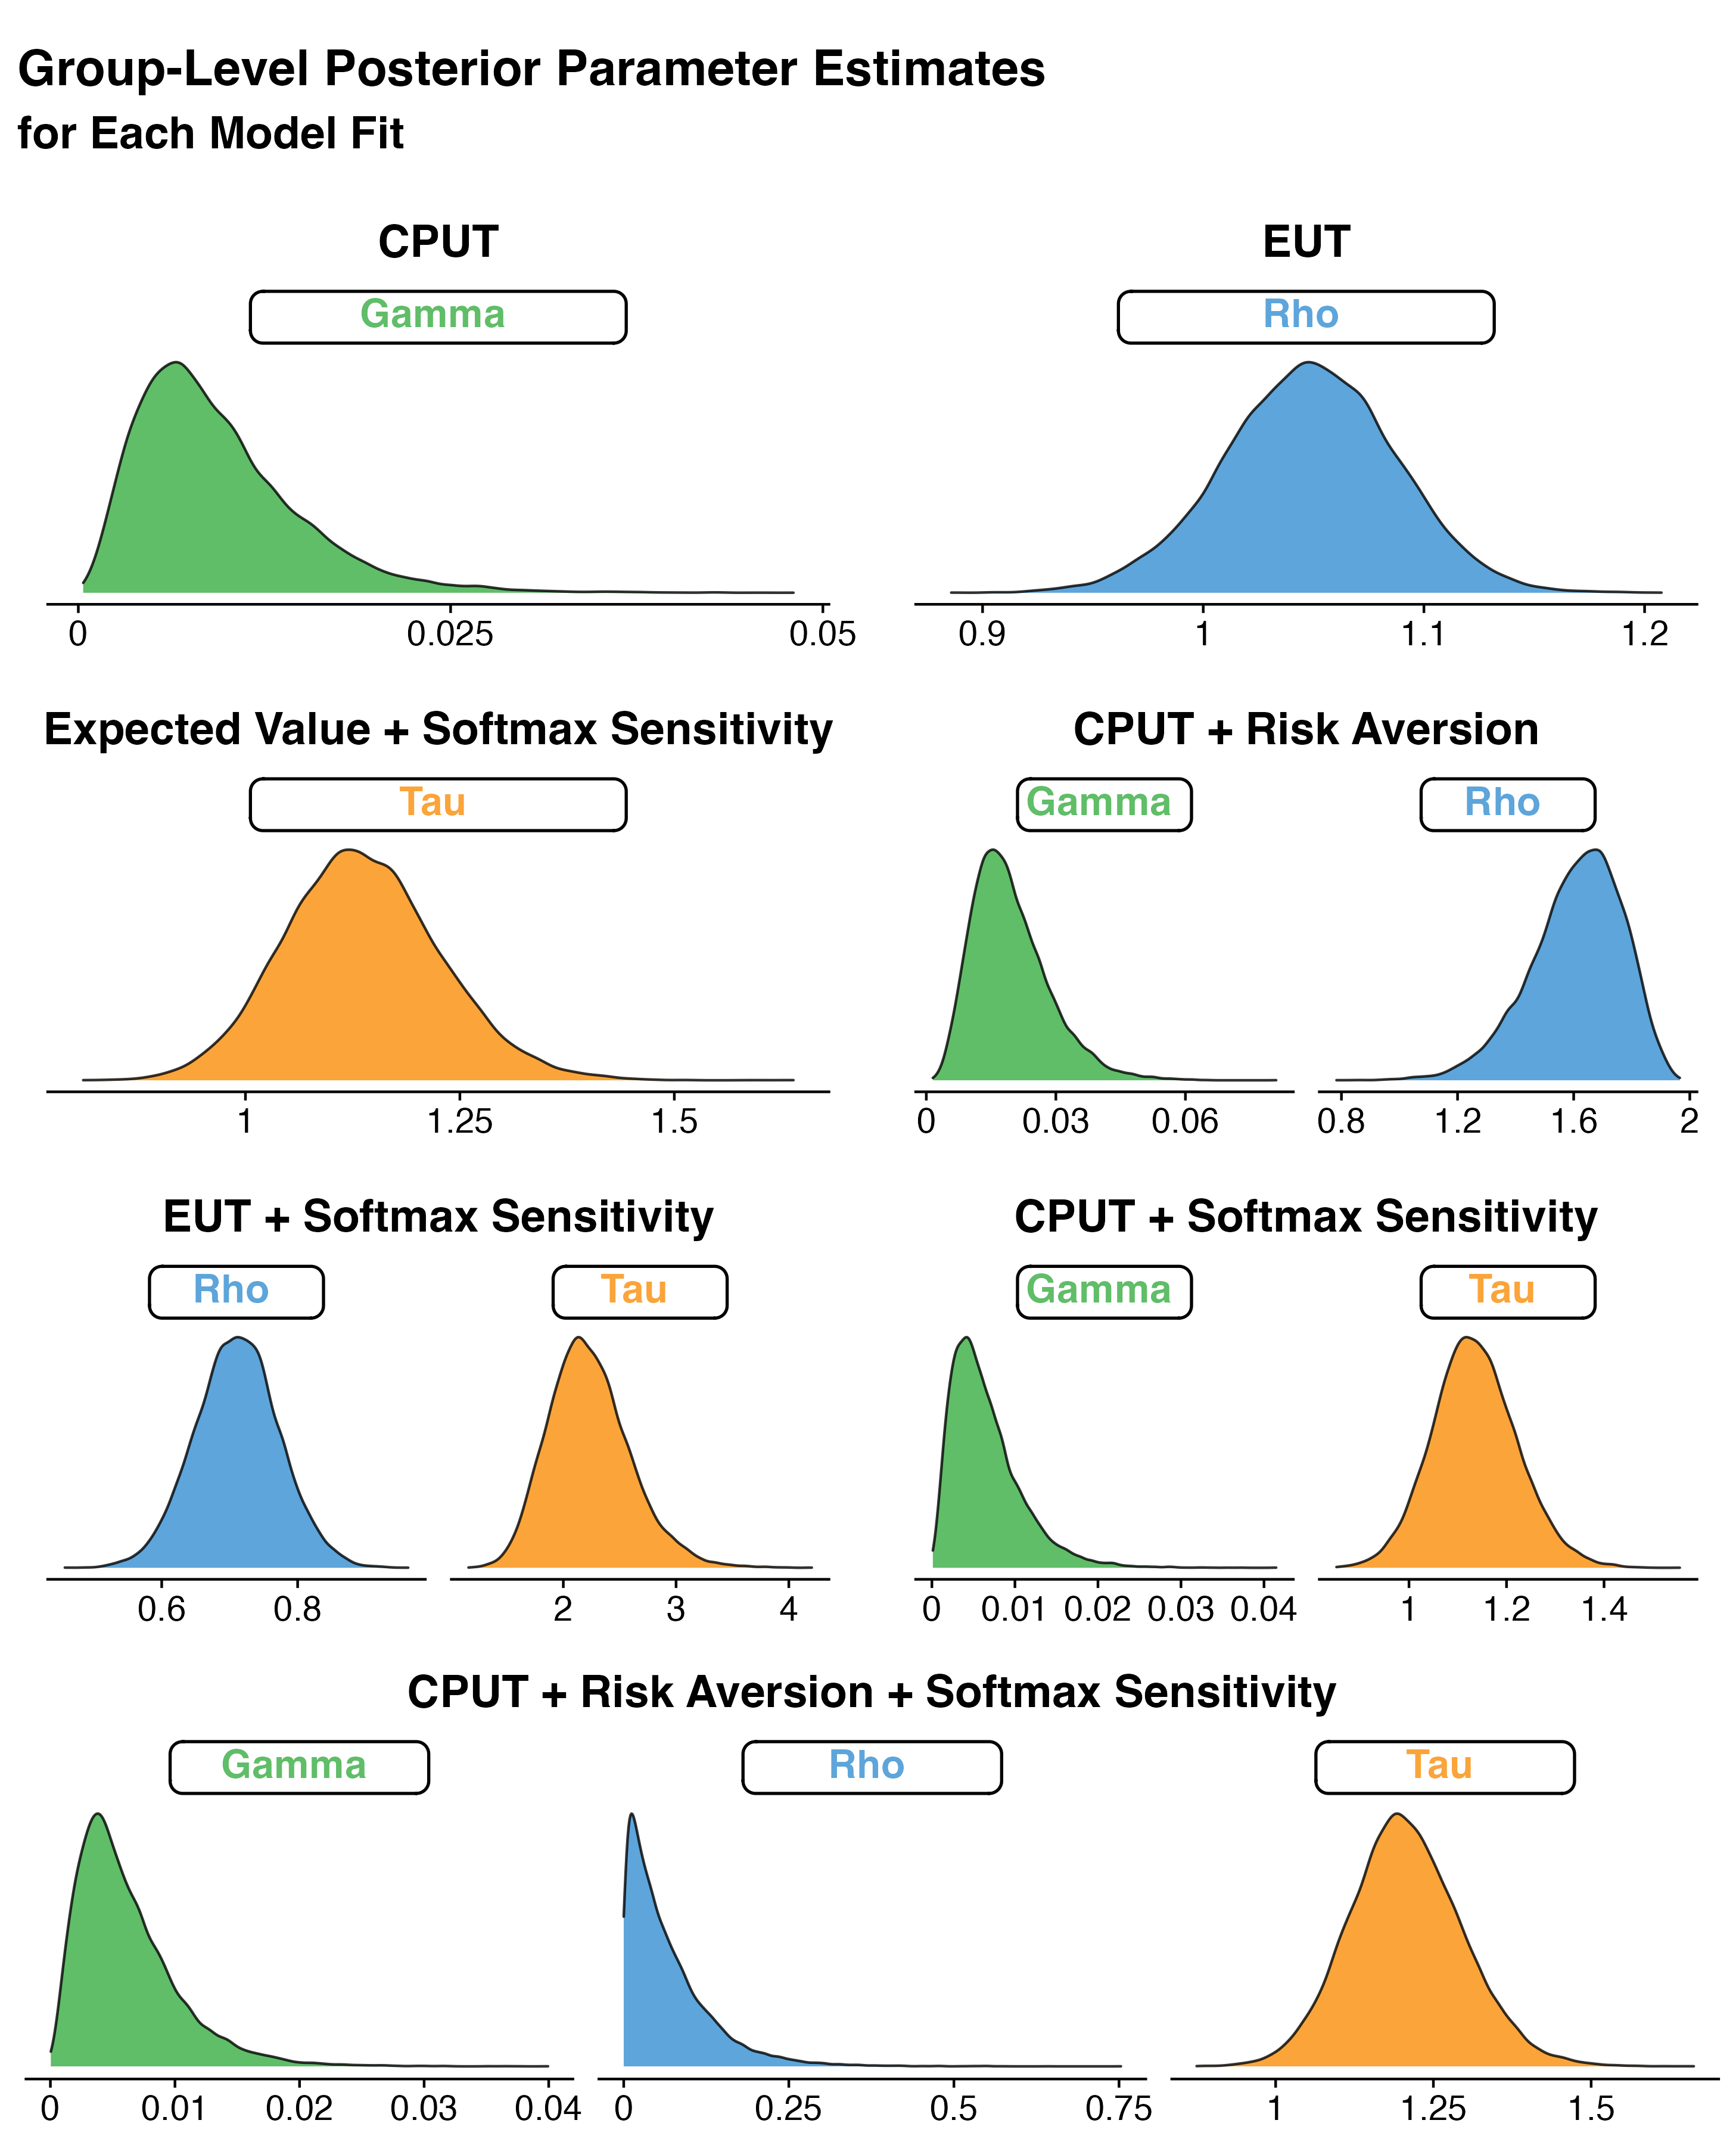 Group-Level Posterior Parameter Estimates
for Each Model Fit
CPUT
Gamma
0 0.025 0.05
EUT
Rho
0.9 1 1.1 1.2
Expected Value + Softmax Sensitivity
Tau
1 1.25 1.5
CPUT + Risk Aversion
Gamma Rho
0 0.03 0.06 0.8 1.2 1.6 2
EUT + Softmax Sensitivity
Rho Tau
0.6 0.8 2 3 4
CPUT + Softmax Sensitivity
Gamma Tau
0 0.01 0.02 0.03 0.04 1 1.2 1.4
CPUT + Risk Aversion + Softmax Sensitivity
Gamma Rho Tau
0 0.01 0.02 0.03 0.04 0 0.25 0.5 0.75 1 1.25 1.5